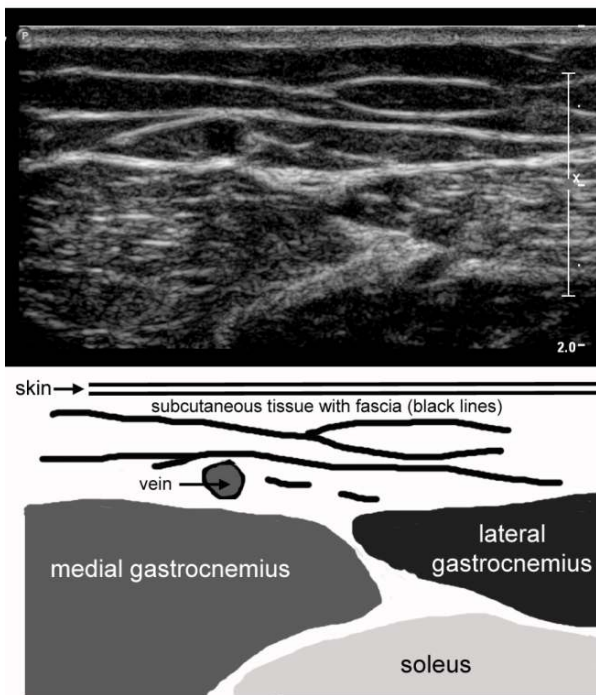 P
X
2.0
skin
subcutaneous tissue with fascia (black lines)
vein
medial gastrocnemius
lateral
gastrocnemius
soleus